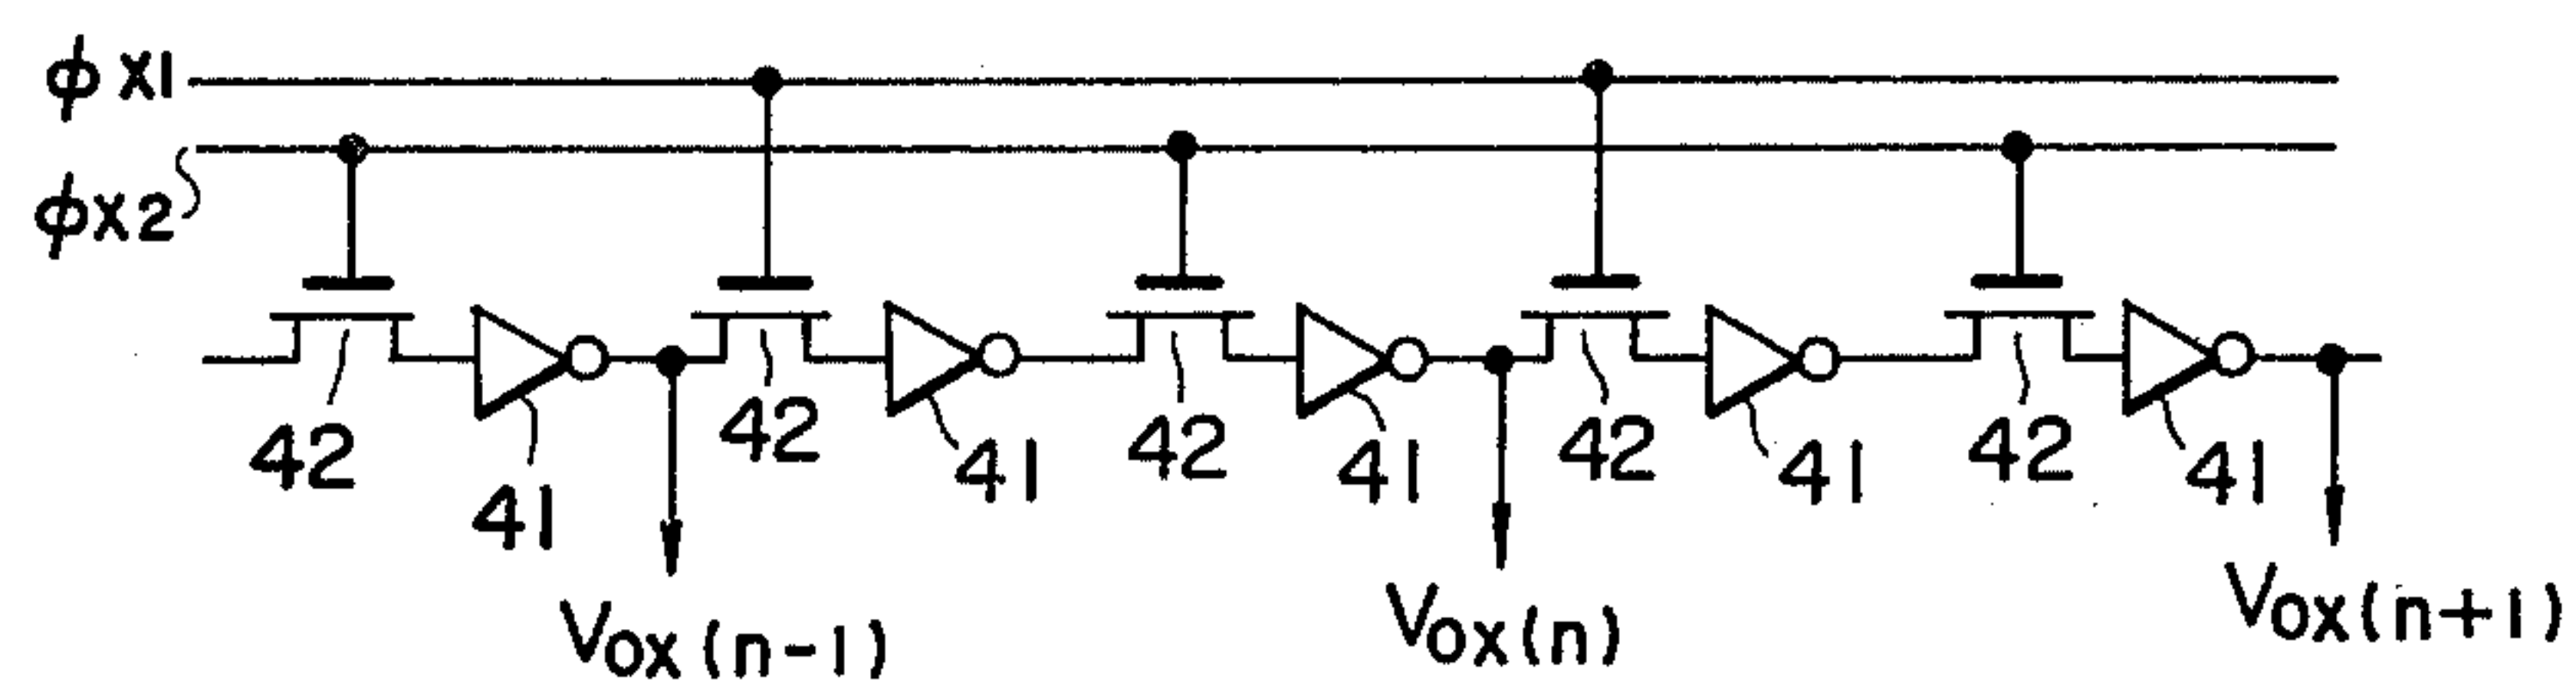 φX1
φX2
42 41 42 41 42 41 42 41 42 41
VOX(n-1) VOX(n) VOX(n+1)